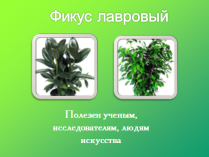 Фикус лавровый
Полезен ученым,
исследователям, людям
искусства